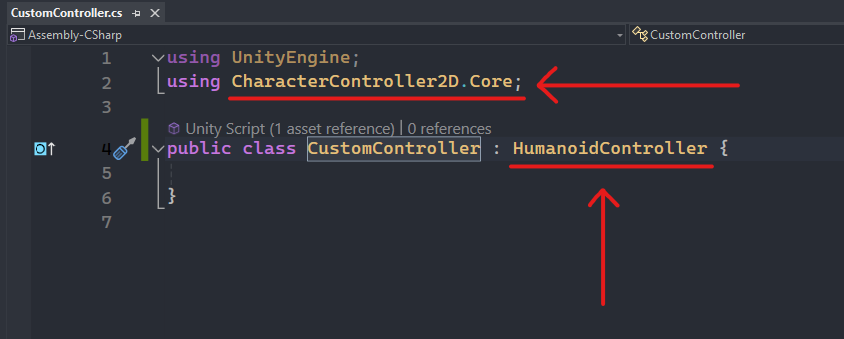 CustomController.cs
Assembly-CSharp
CustomController
1 using UnityEngine;
2 using CharacterController2D.Core;
3
Unity Script (1 asset reference) | 0 references
4 public class CustomController : HumanoidController {
5
6 }
7